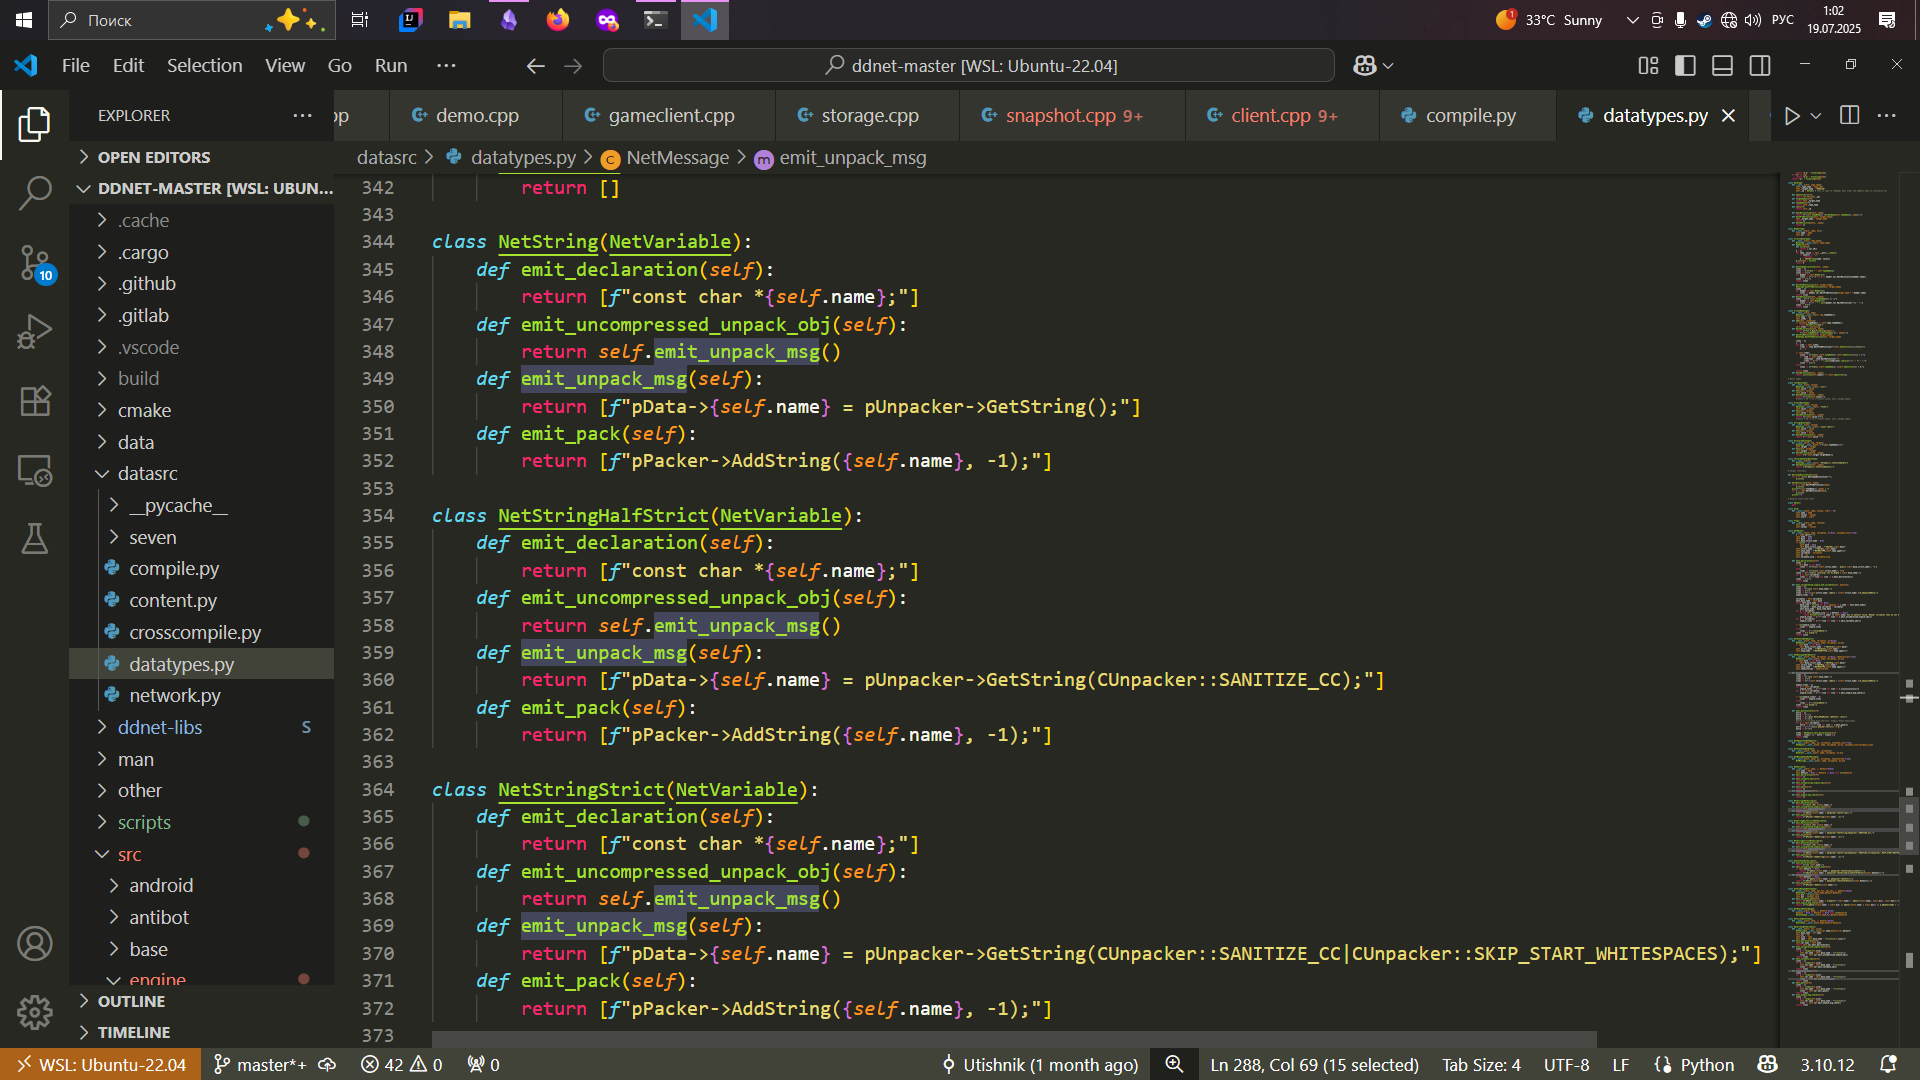 Поиск
33°C Sunny
РУС
1:02
19.07.2025
File Edit Selection View Go Run ···
ddnet-master [WSL: Ubuntu-22.04]
EXPLORER
pp
demo.cpp
gameclient.cpp
storage.cpp
snapshot.cpp 9+
client.cpp 9+
compile.py
datatypes.py
datasrc > datatypes.py > NetMessage > emit_unpack_msg
OPEN EDITORS
DDNET-MASTER [WSL: UBUN...
.cache
.cargo
.github
.gitlab
.vscode
build
cmake
data
datasrc
__pycache__
seven
compile.py
content.py
crosscompile.py
datatypes.py
network.py
ddnet-libs S
man
other
scripts
src
android
antibot
base
engine
OUTLINE
TIMELINE
10
342 return []
343
344 class NetString(NetVariable):
345 def emit_declaration(self):
346 return [f"const char *{self.name};"]
347 def emit_uncompressed_unpack_obj(self):
348 return self.emit_unpack_msg()
349 def emit_unpack_msg(self):
350 return [f"pData->{self.name} = pUnpacker->GetString();"]
351 def emit_pack(self):
352 return [f"pPacker->AddString({self.name}, -1);"]
353
354 class NetStringHalfStrict(NetVariable):
355 def emit_declaration(self):
356 return [f"const char *{self.name};"]
357 def emit_uncompressed_unpack_obj(self):
358 return self.emit_unpack_msg()
359 def emit_unpack_msg(self):
360 return [f"pData->{self.name} = pUnpacker->GetString(CUnpacker::SANITIZE_CC);"]
361 def emit_pack(self):
362 return [f"pPacker->AddString({self.name}, -1);"]
363
364 class NetStringStrict(NetVariable):
365 def emit_declaration(self):
366 return [f"const char *{self.name};"]
367 def emit_uncompressed_unpack_obj(self):
368 return self.emit_unpack_msg()
369 def emit_unpack_msg(self):
370 return [f"pData->{self.name} = pUnpacker->GetString(CUnpacker::SANITIZE_CC|CUnpacker::SKIP_START_WHITESPACES);"]
371 def emit_pack(self):
372 return [f"pPacker->AddString({self.name}, -1);"]
373
WSL: Ubuntu-22.04 master*+ 42 0 0 Utishnik (1 month ago) Ln 288, Col 69 (15 selected) Tab Size: 4 UTF-8 LF Python 3.10.12